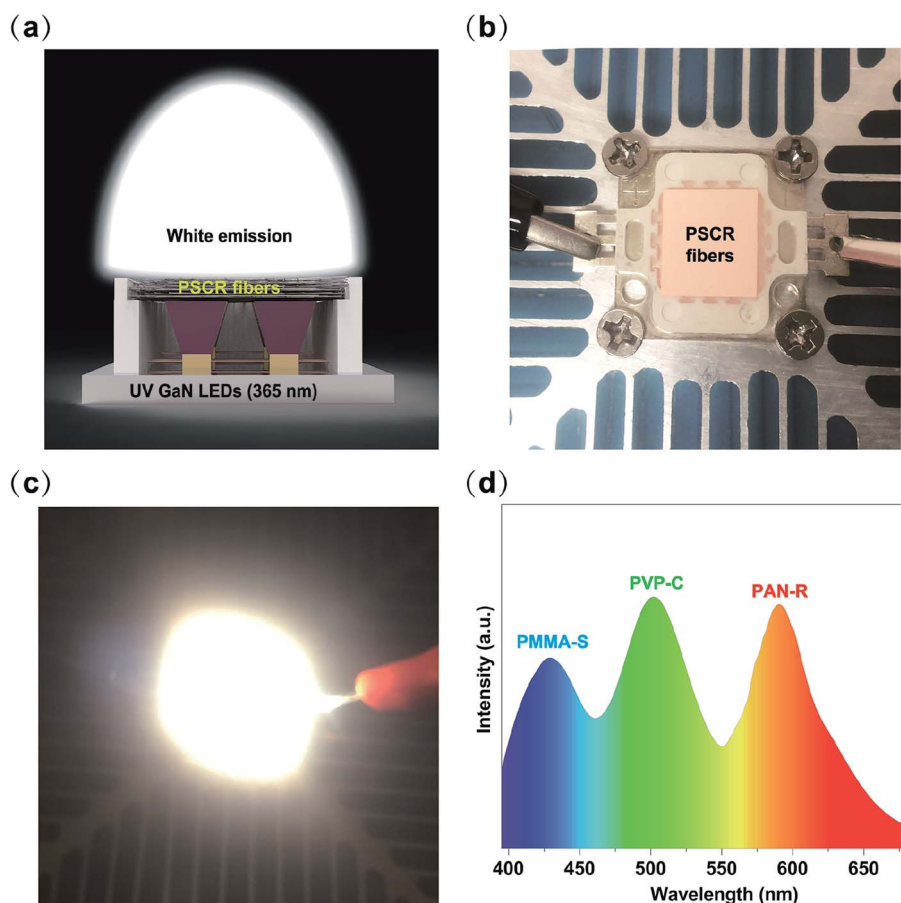 (a)
White emission
PSCR fibers
UV GaN LEDs (365 nm)
(b)
PSCR
fibers
(c)
(d)
PMMA-S
PVP-C
PAN-R
Intensity (a.u.)
400 450 500 550 600 650
Wavelength (nm)